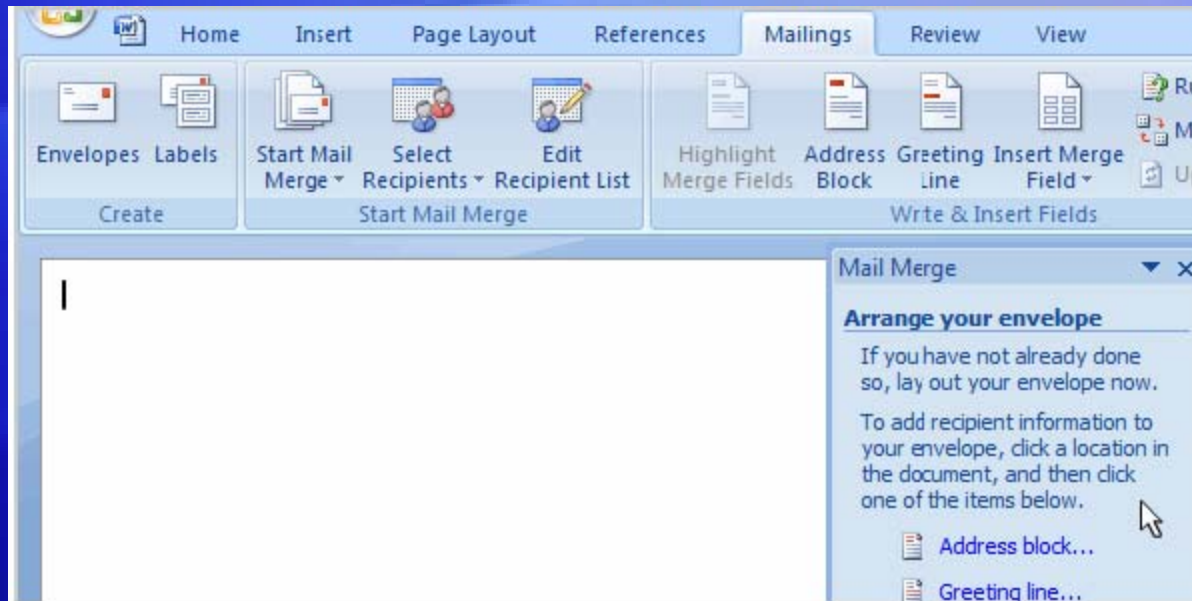 Home Insert Page Layout References Mailings Review View
Envelopes Labels Start Mail Merge Select Recipients Edit Recipient List Highlight Merge Fields Address Block Greeting Line Insert Merge Field
Create Start Mail Merge Wrte & Insert Fields
Mail Merge
Arrange your envelope
If you have not already done
so, lay out your envelope now.
To add recipient information to
your envelope, click a location in
the document, and then click
one of the items below.
Address block...
Greeting line...